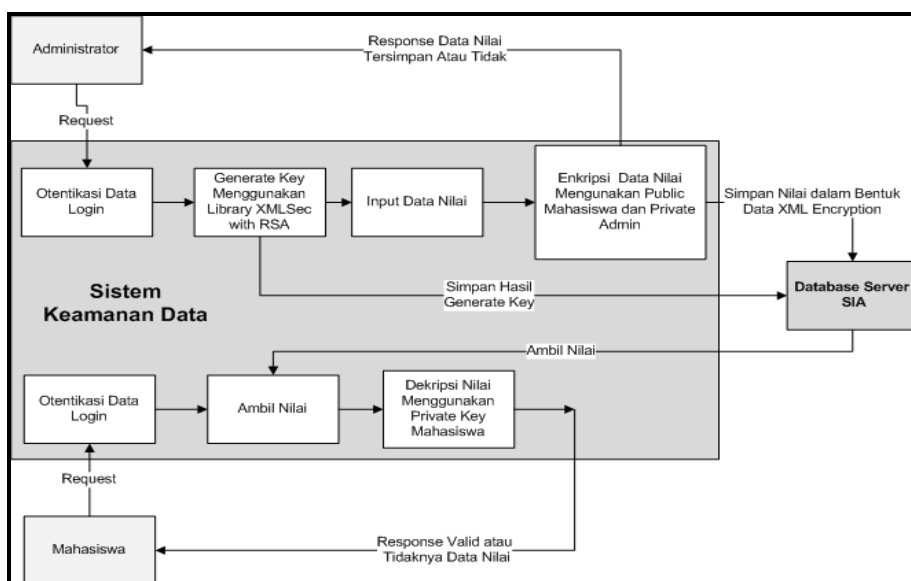 Administrator
Response Data Nilai
Tersimpan Atau Tidak
Request
Otentikasi Data
Login
Generate Key
Menggunakan
Library XMLSec
with RSA
Input Data Nilai
Enkripsi Data Nilai
Mengunakan Public
Mahasiswa dan Private
Admin
Simpan Nilai dalam Bentuk
Data XML Encryption
Sistem
Keamanan Data
Simpan Hasil
Generate Key
Database Server
SIA
Ambil Nilai
Otentikasi Data
Login
Ambil Nilai
Dekripsi Nilai
Menggunakan
Private Key
Mahasiswa
Request
Mahasiswa
Response Valid atau
Tidaknya Data Nilai